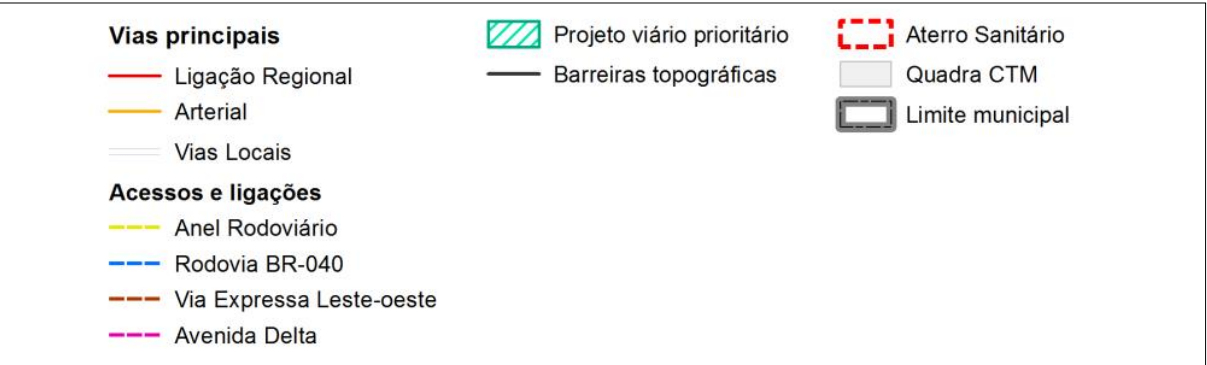 Vias principais
Ligação Regional
Arterial
Vias Locais
Acessos e ligações
Anel Rodoviário
Rodovia BR-040
Via Expressa Leste-oeste
Avenida Delta
Projeto viário prioritário
Barreiras topográficas
Aterro Sanitário
Quadra CTM
Limite municipal